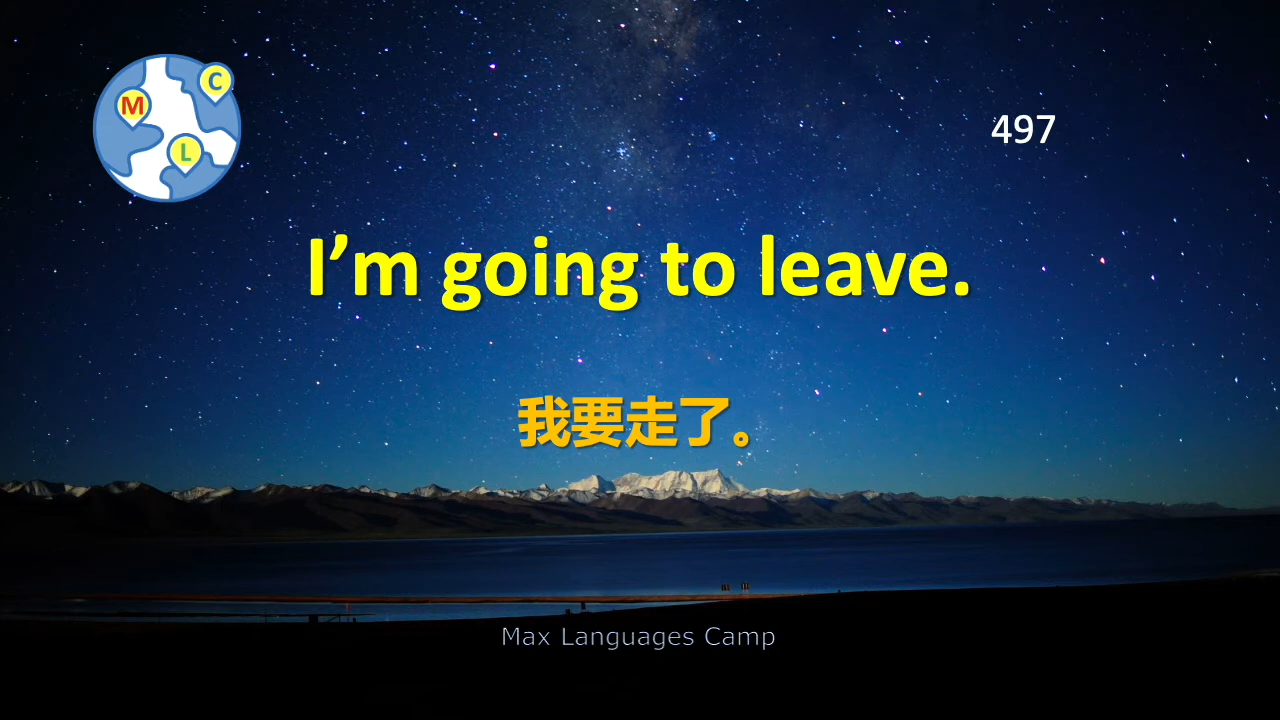 C
M
L
497
I’m going to leave.
我要走了。
Max Languages Camp